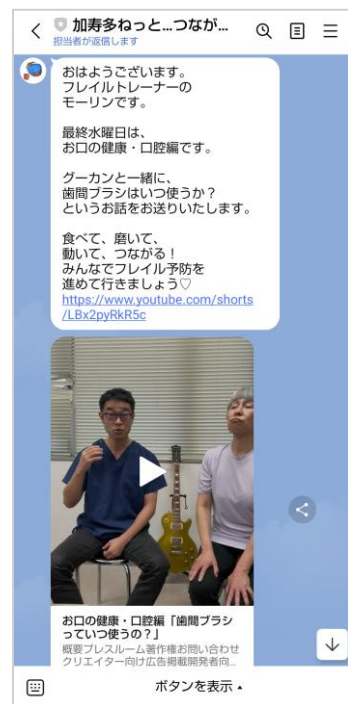 加寿多ねっと...つなが...
担当者が返信します
おはようございます。
フレイルトレーナーの
モーリンです。
最終水曜日は、
お口の健康・口腔編です。
グーカンと一緒に、
歯間ブラシはいつ使うか？
というお話をお送りいたします。
食べて、磨いて、
動いて、つながる！
みんなでフレイル予防を
進めて行きましょう♡
https://www.youtube.com/shorts
/LBx2pyRkR5c
お口の健康・口腔編「歯間ブラシ
っていつ使うの？」
概要プレスルーム著作権お問い合わせ
クリエイター向け広告掲載開発者向...
ボタンを表示▲